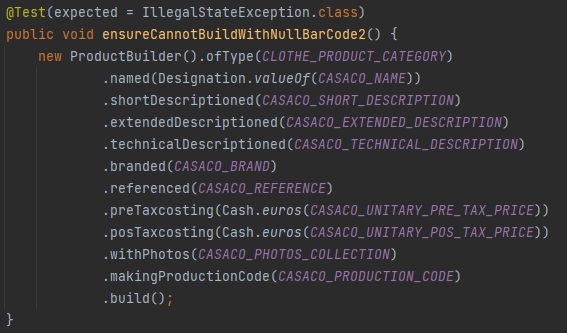 @Test(expected = IllegalStateException.class)
public void ensureCannotBuildWithNullBarCode2() {
    new ProductBuilder().ofType(CLOTHE_PRODUCT_CATEGORY)
            .named(Designation.valueOf(CASACO_NAME))
            .shortDescriptioned(CASACO_SHORT_DESCRIPTION)
            .extendedDescriptioned(CASACO_EXTENDED_DESCRIPTION)
            .technicalDescriptioned(CASACO_TECHNICAL_DESCRIPTION)
            .branded(CASACO_BRAND)
            .referenced(CASACO_REFERENCE)
            .preTaxcosting(Cash.euros(CASACO_UNITARY_PRE_TAX_PRICE))
            .posTaxcosting(Cash.euros(CASACO_UNITARY_POS_TAX_PRICE))
            .withPhotos(CASACO_PHOTOS_COLLECTION)
            .makingProductionCode(CASACO_PRODUCTION_CODE)
            .build();
}